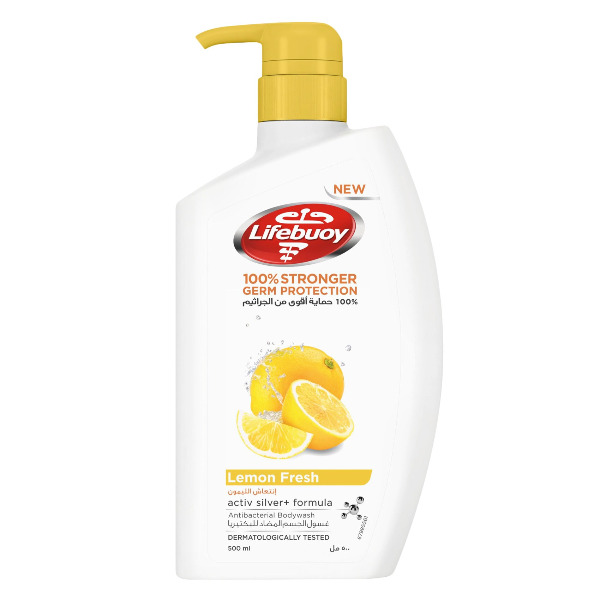 NEW
Lifebuoy
100% STRONGER
GERM PROTECTION
100% حماية أقوى من الجراثيم
Lemon Fresh
إنتعاش الليمون
activ silver+ formula
Antibacterial Bodywash
غسول الجسم المضاد للبكتيريا
DERMATOLOGICALLY TESTED
500 ml ٥٠٠ مل